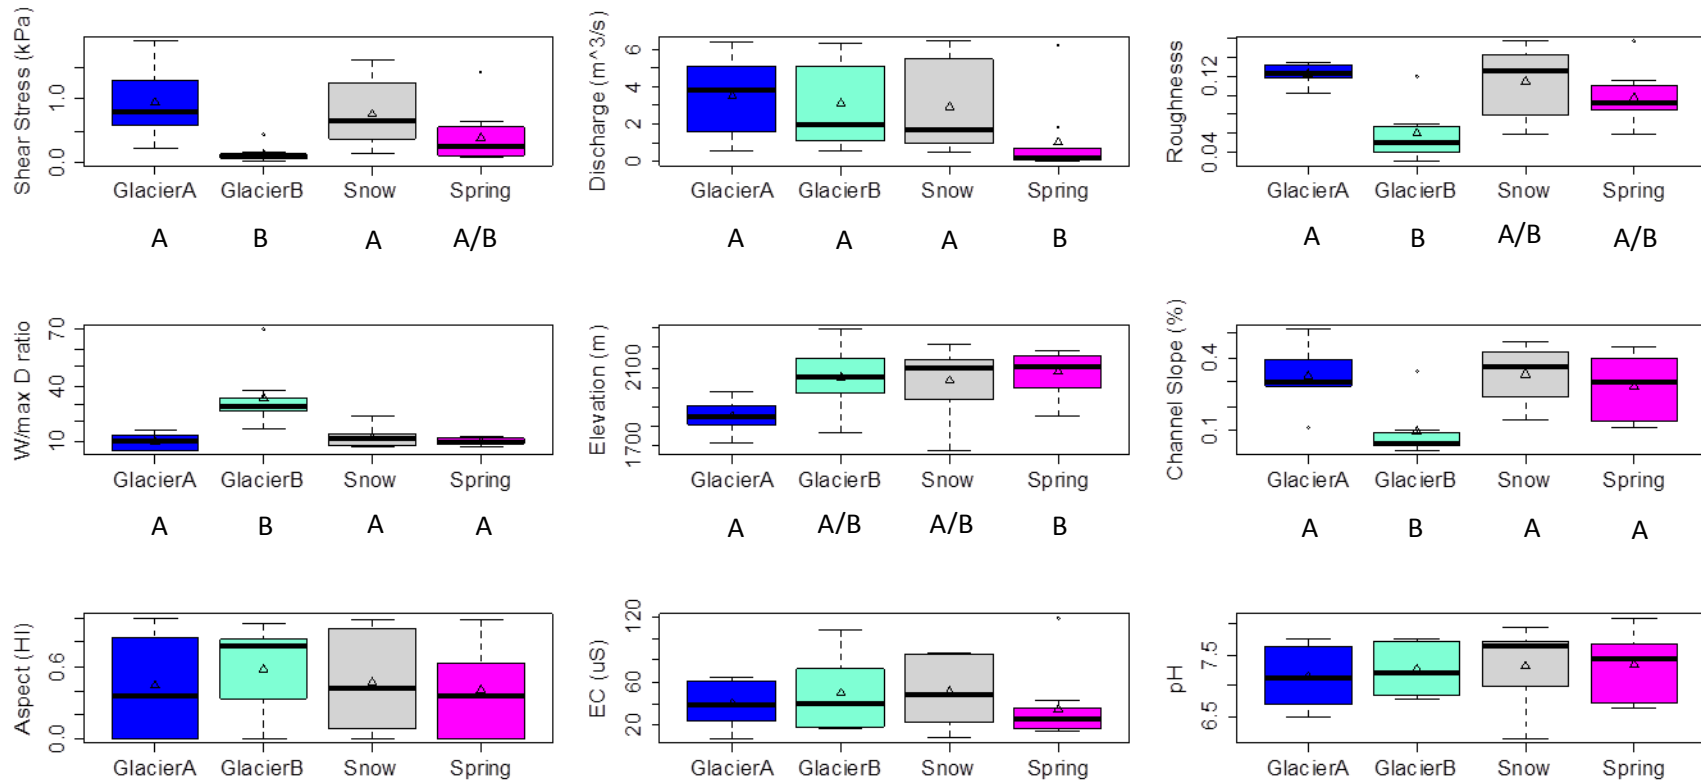 Shear Stress (kPa)
0.0 1.0
GlacierA GlacierB Snow Spring
A B A A/B
Discharge (m^3/s)
0 2 4 6
GlacierA GlacierB Snow Spring
A A A B
Roughnesss
0.04 0.12
GlacierA GlacierB Snow Spring
A B A/B A/B
W/max D ratio
10 40 70
GlacierA GlacierB Snow Spring
A B A A
Elevation (m)
1700 2100
GlacierA GlacierB Snow Spring
A A/B A/B B
Channel Slope (%)
0.1 0.4
GlacierA GlacierB Snow Spring
A B A A
Aspect (HI)
0.0 0.6
GlacierA GlacierB Snow Spring
EC (uS)
20 60 120
GlacierA GlacierB Snow Spring
pH
6.5 7.5
GlacierA GlacierB Snow Spring